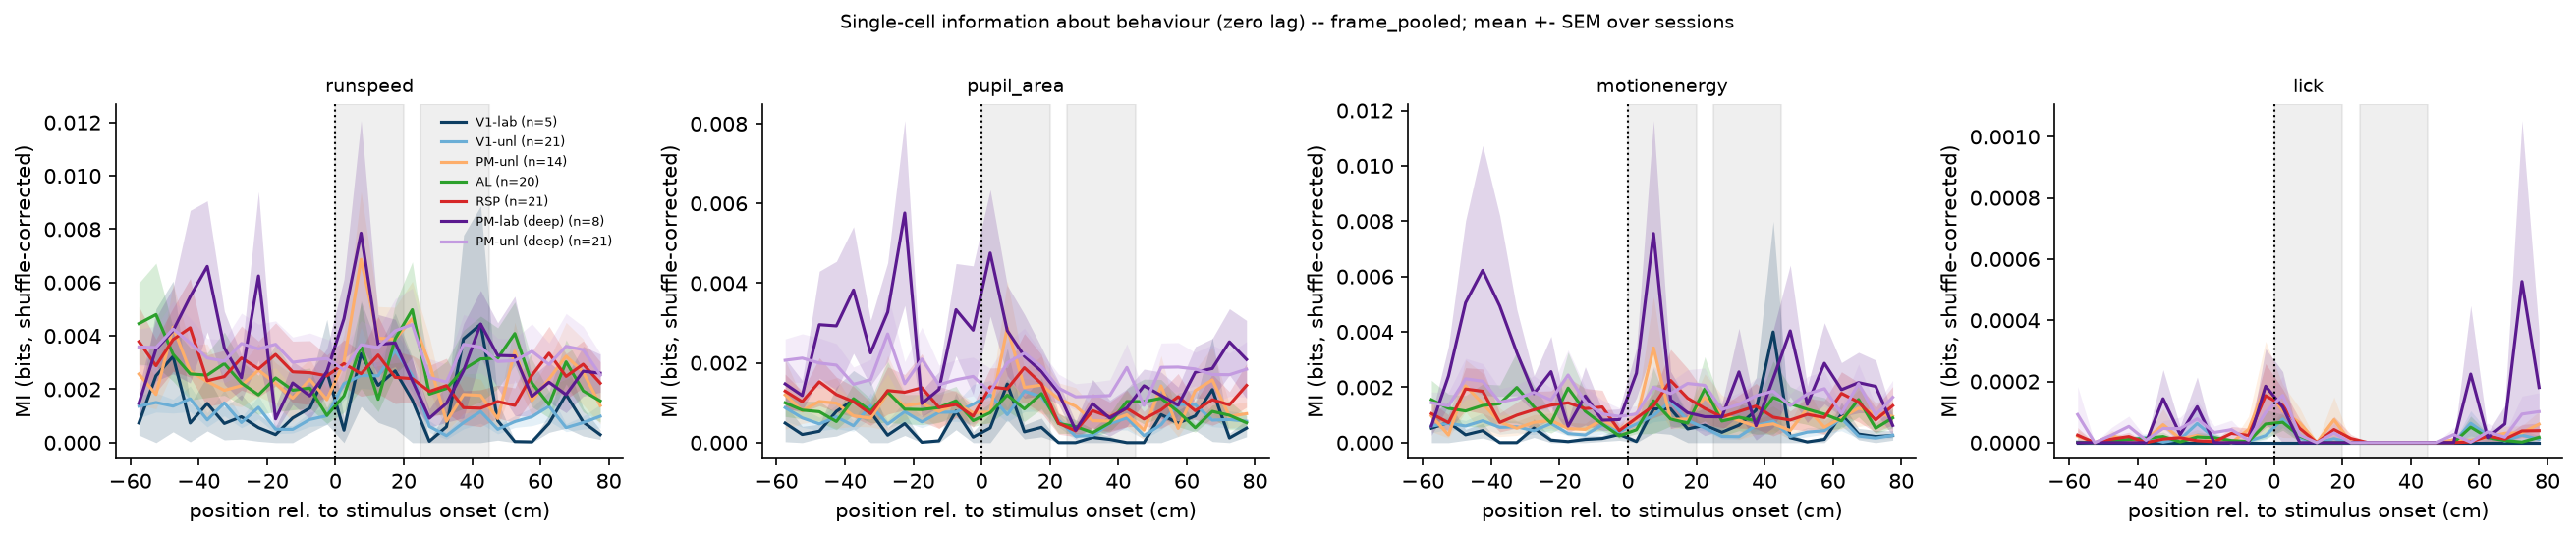 Single-cell information about behaviour (zero lag) -- frame_pooled; mean +- SEM over sessions
runspeed
MI (bits, shuffle-corrected)
0.012
0.010
0.008
0.006
0.004
0.002
0.000
V1-lab (n=5)
V1-unl (n=21)
PM-unl (n=14)
AL (n=20)
RSP (n=21)
PM-lab (deep) (n=8)
PM-unl (deep) (n=21)
−60 −40 −20 0 20 40 60 80
position rel. to stimulus onset (cm)
pupil_area
MI (bits, shuffle-corrected)
0.008
0.006
0.004
0.002
0.000
−60 −40 −20 0 20 40 60 80
position rel. to stimulus onset (cm)
motionenergy
MI (bits, shuffle-corrected)
0.012
0.010
0.008
0.006
0.004
0.002
0.000
−60 −40 −20 0 20 40 60 80
position rel. to stimulus onset (cm)
lick
MI (bits, shuffle-corrected)
0.0010
0.0008
0.0006
0.0004
0.0002
0.0000
−60 −40 −20 0 20 40 60 80
position rel. to stimulus onset (cm)